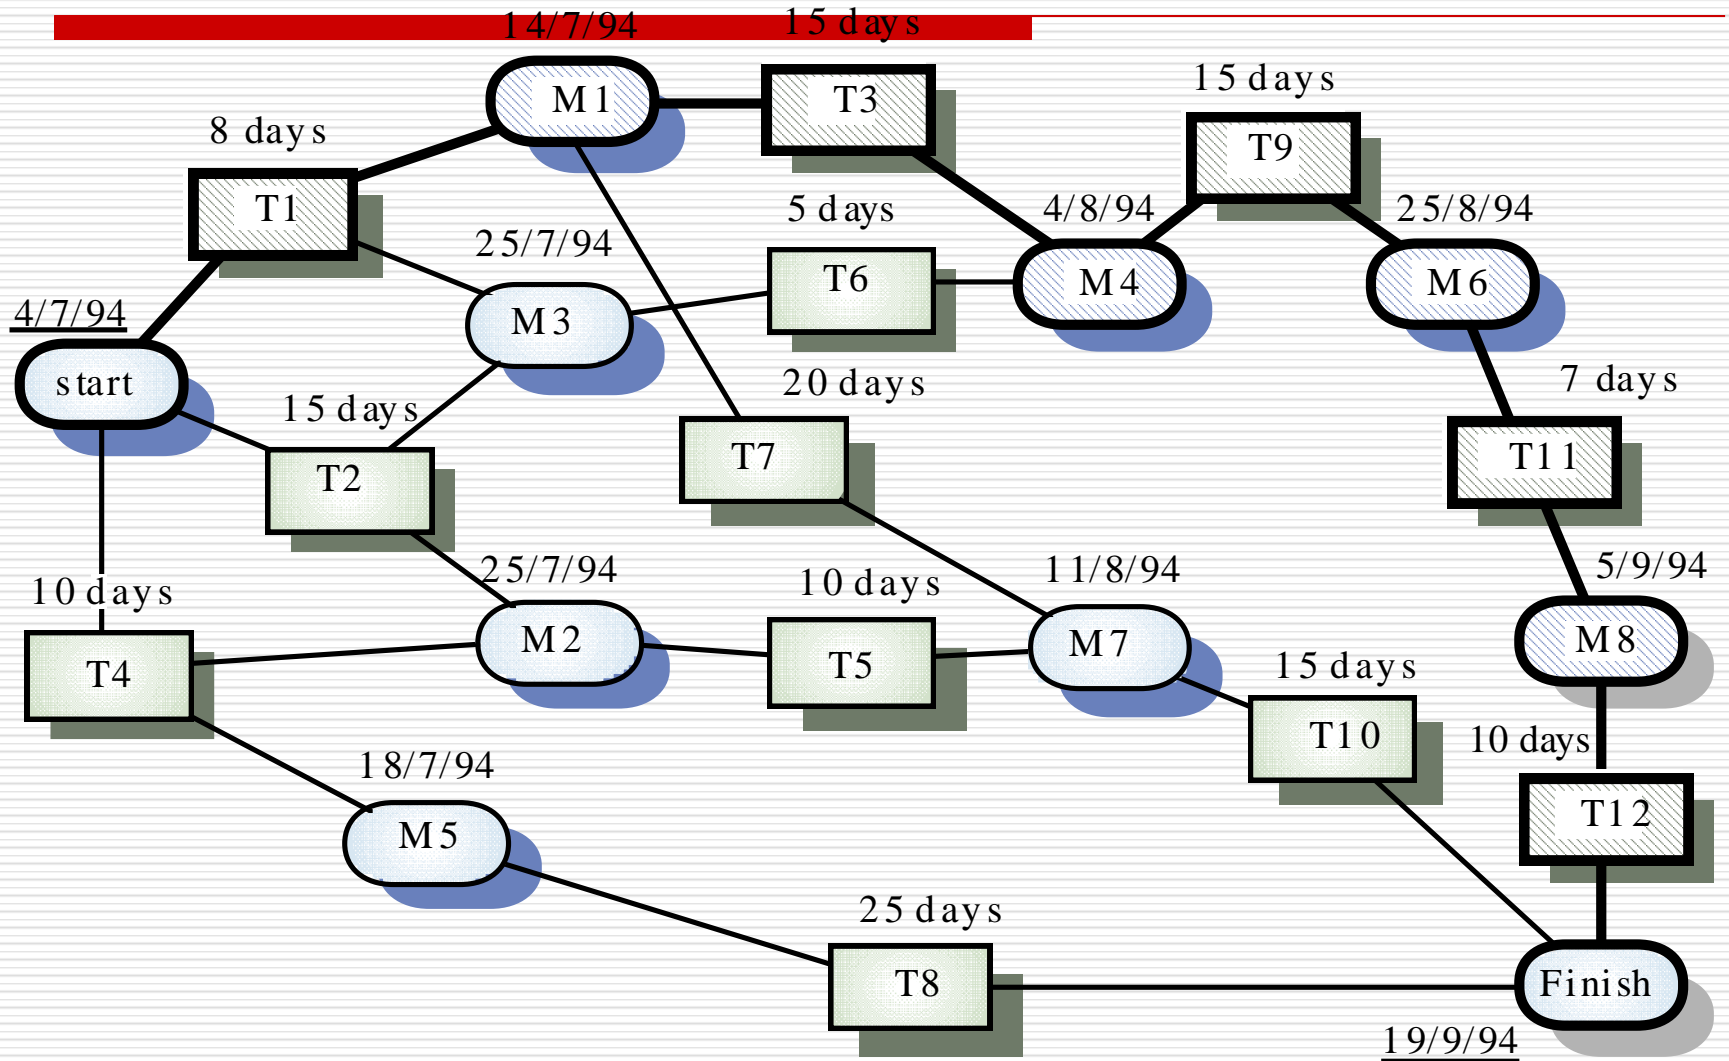 14/7/94
15 days
M1
T3
15 days
8 days
T9
T1
5 days
4/8/94
25/8/94
25/7/94
T6
M4
M6
4/7/94
M3
start
20 days
7 days
15 days
T7
T11
T2
25/7/94
11/8/94
5/9/94
10 days
10 days
M2
M7
M8
T4
T5
15 days
T10
10 days
18/7/94
M5
T12
25 days
T8
Finish
19/9/94